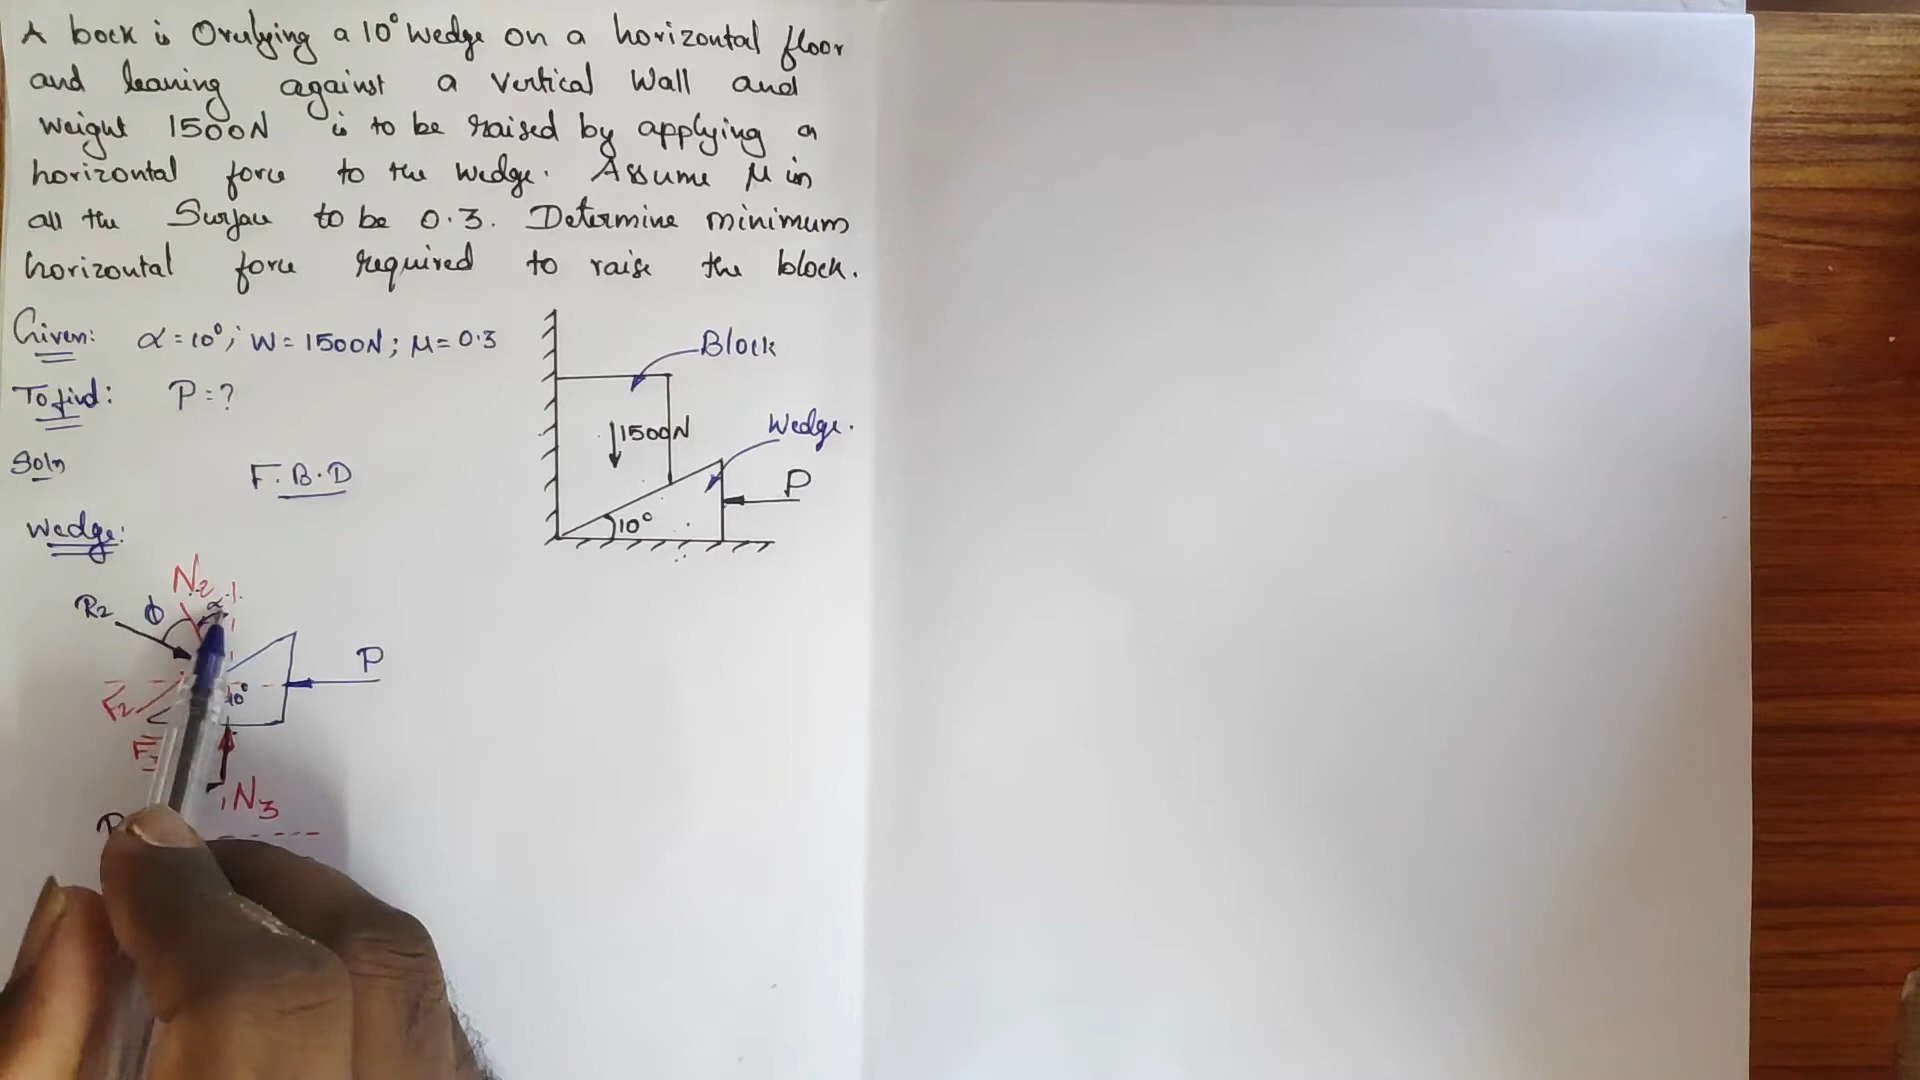 A bock is Overlying a 10° Wedge on a horizontal floor
and leaning against a Vertical Wall and
Weight 1500N is to be raised by applying a
horizontal force to the wedge. Assume μ in
all the Surface to be 0.3. Determine minimum
horizontal force required to raise the block.
Given: α = 10°; W = 1500N; μ = 0.3
To find: P = ?
Soln
F.B.D
Block
1500N
Wedge.
P
10°
Wedge:
N2
R2
φ
α
P
F2
10°
N3